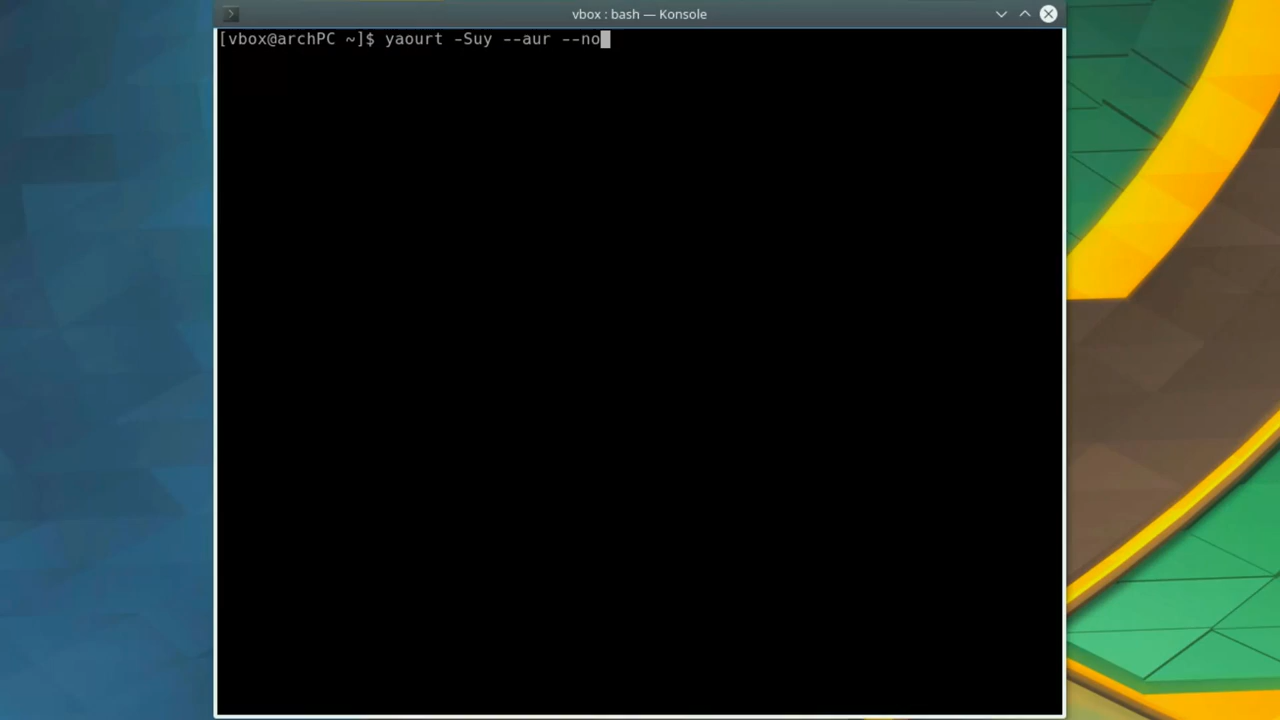 vbox : bash — Konsole
[vbox@archPC ~]$ yaourt -Suy --aur --no